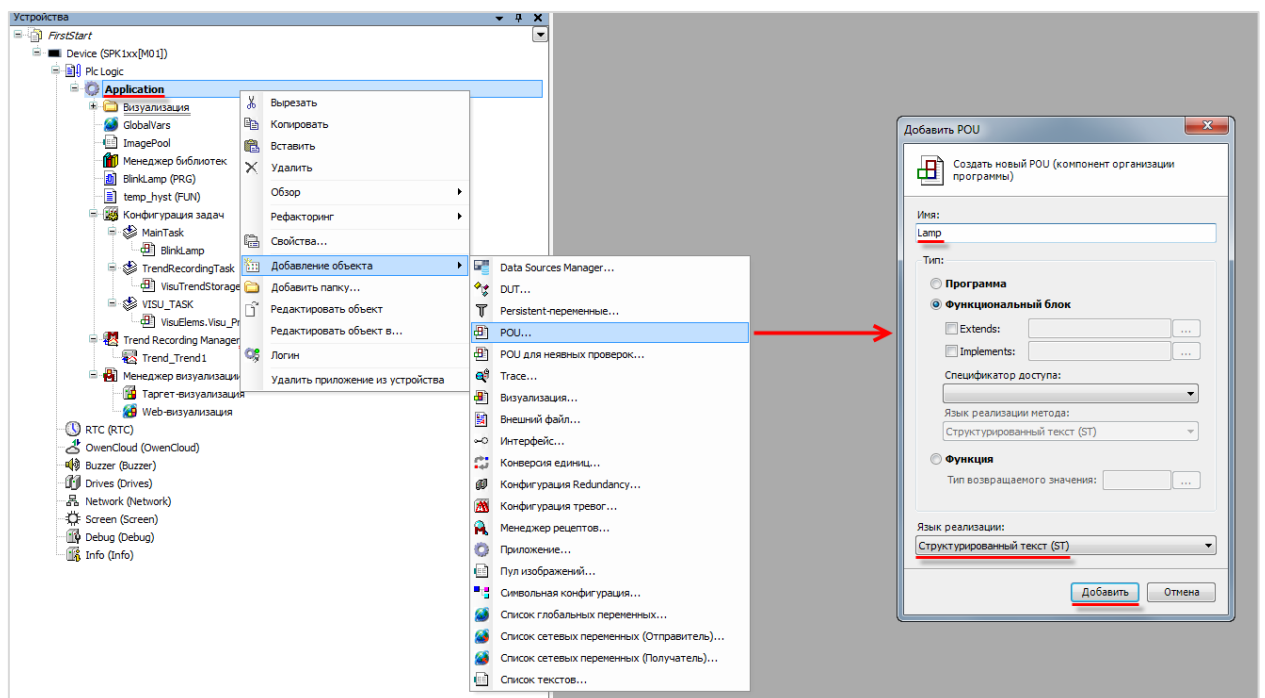 Устройства
FirstStart
Device (SPK1xx[M01])
Plc Logic
Application
Визуализация
GlobalVars
ImagePool
Менеджер библиотек
BlinkLamp (PRG)
temp_hyst (FUN)
Конфигурация задач
MainTask
BlinkLamp
TrendRecordingTask
VisuTrendStorage
VISU_TASK
VisuElems.Visu_Pr
Trend Recording Manager
Trend_Trend1
Менеджер визуализации
Таргет-визуализация
Web-визуализация
RTC (RTC)
OwenCloud (OwenCloud)
Buzzer (Buzzer)
Drives (Drives)
Network (Network)
Screen (Screen)
Debug (Debug)
Info (Info)
Вырезать
Копировать
Вставить
Удалить
Обзор
Рефакторинг
Свойства...
Добавление объекта
Добавить папку...
Редактировать объект
Редактировать объект в...
Логин
Удалить приложение из устройства
Data Sources Manager...
DUT...
Persistent-переменные...
POU...
POU для неявных проверок...
Trace...
Визуализация...
Внешний файл...
Интерфейс...
Конверсия единиц...
Конфигурация Redundancy...
Конфигурация тревог...
Менеджер рецептов...
Приложение...
Пул изображений...
Символьная конфигурация...
Список глобальных переменных...
Список сетевых переменных (Отправитель)...
Список сетевых переменных (Получатель)...
Список текстов...
Добавить POU
Создать новый POU (компонент организации
программы)
Имя:
Lamp
Тип:
Программа
Функциональный блок
Extends:
...
Implements:
...
Спецификатор доступа:
Язык реализации метода:
Структурированный текст (ST)
Функция
Тип возвращаемого значения:
...
Язык реализации:
Структурированный текст (ST)
Добавить
Отмена